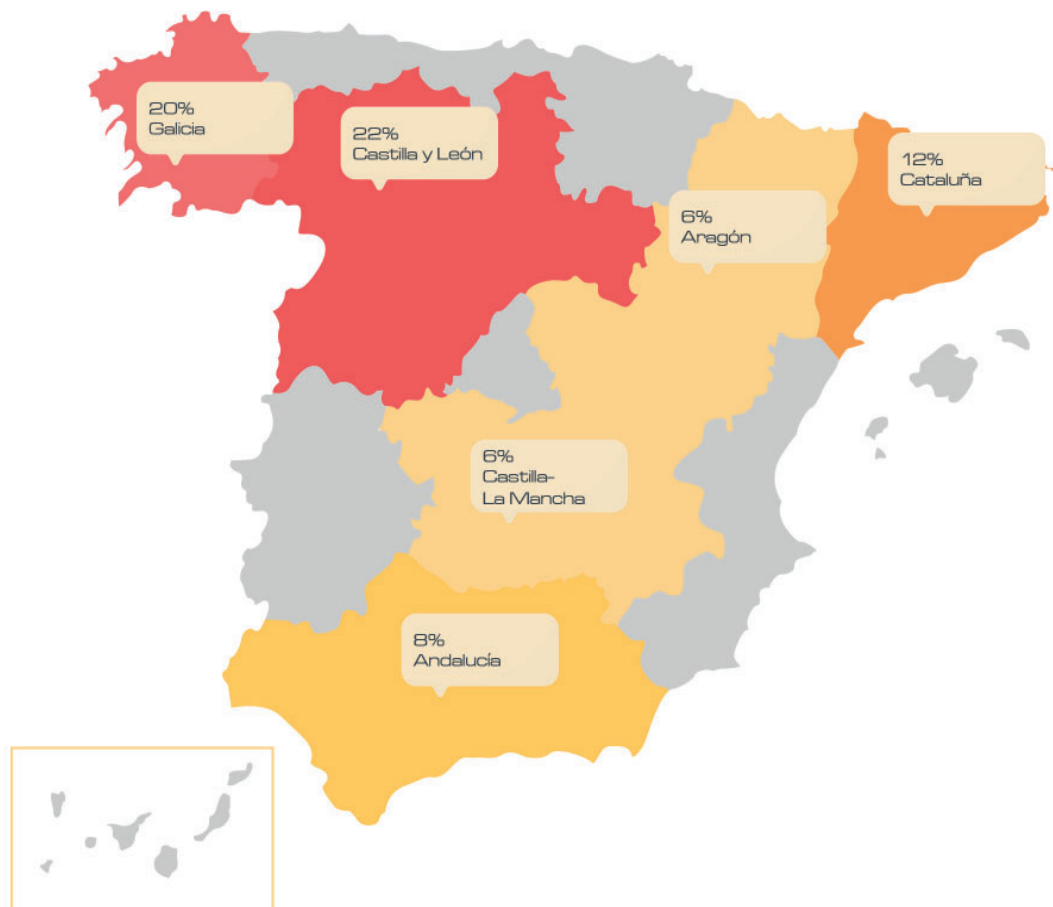 20%
Galicia
22%
Castilla y León
12%
Cataluña
6%
Aragón
6%
Castilla-
La Mancha
8%
Andalucía